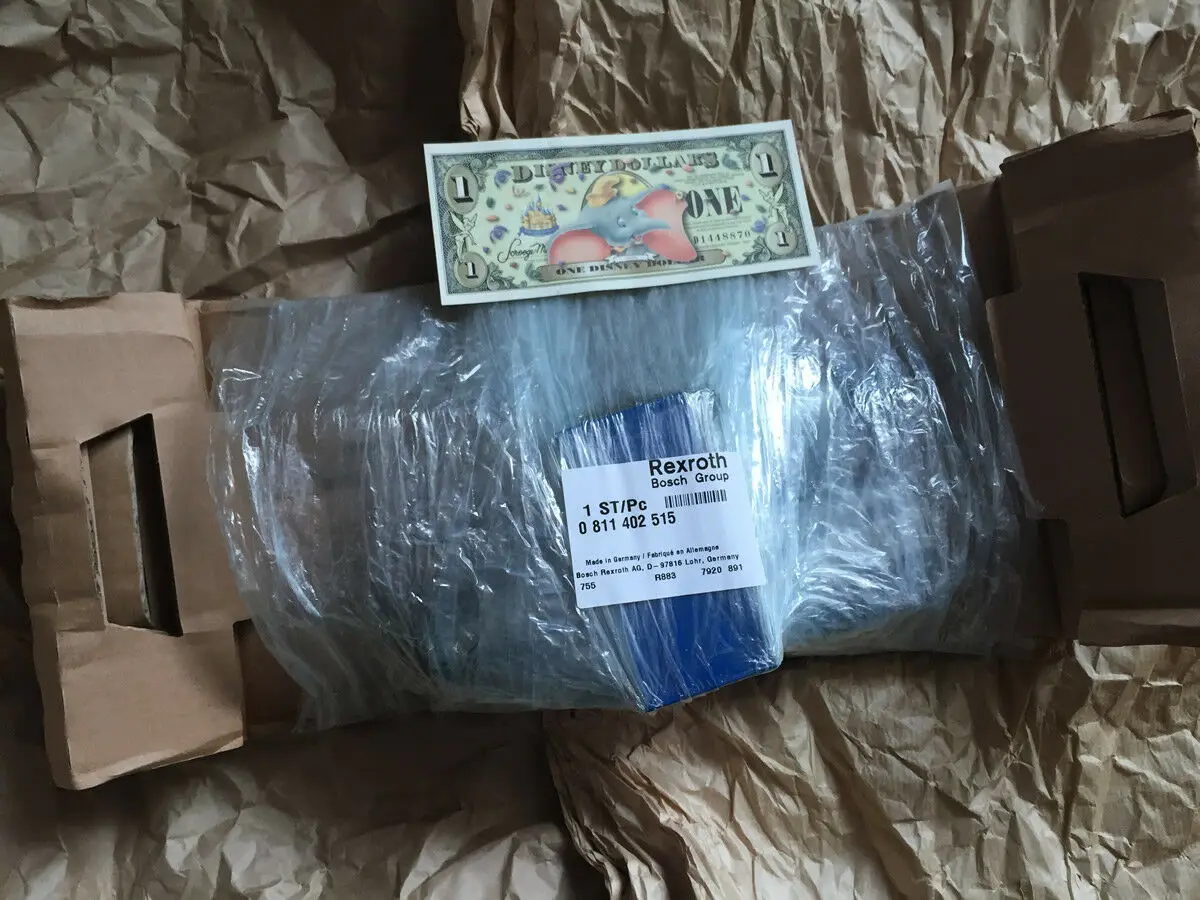 1
DISNEY DOLLARS
1
ONE
D1448870
1
ONE DISNEY DOLLAR
1
Rexroth
Bosch Group
1 ST/Pc
0 811 402 515
Made in Germany / Fabriqué en Allemagne
Bosch Rexroth AG, D-97816 Lohr, Germany
755 R883 7920 891